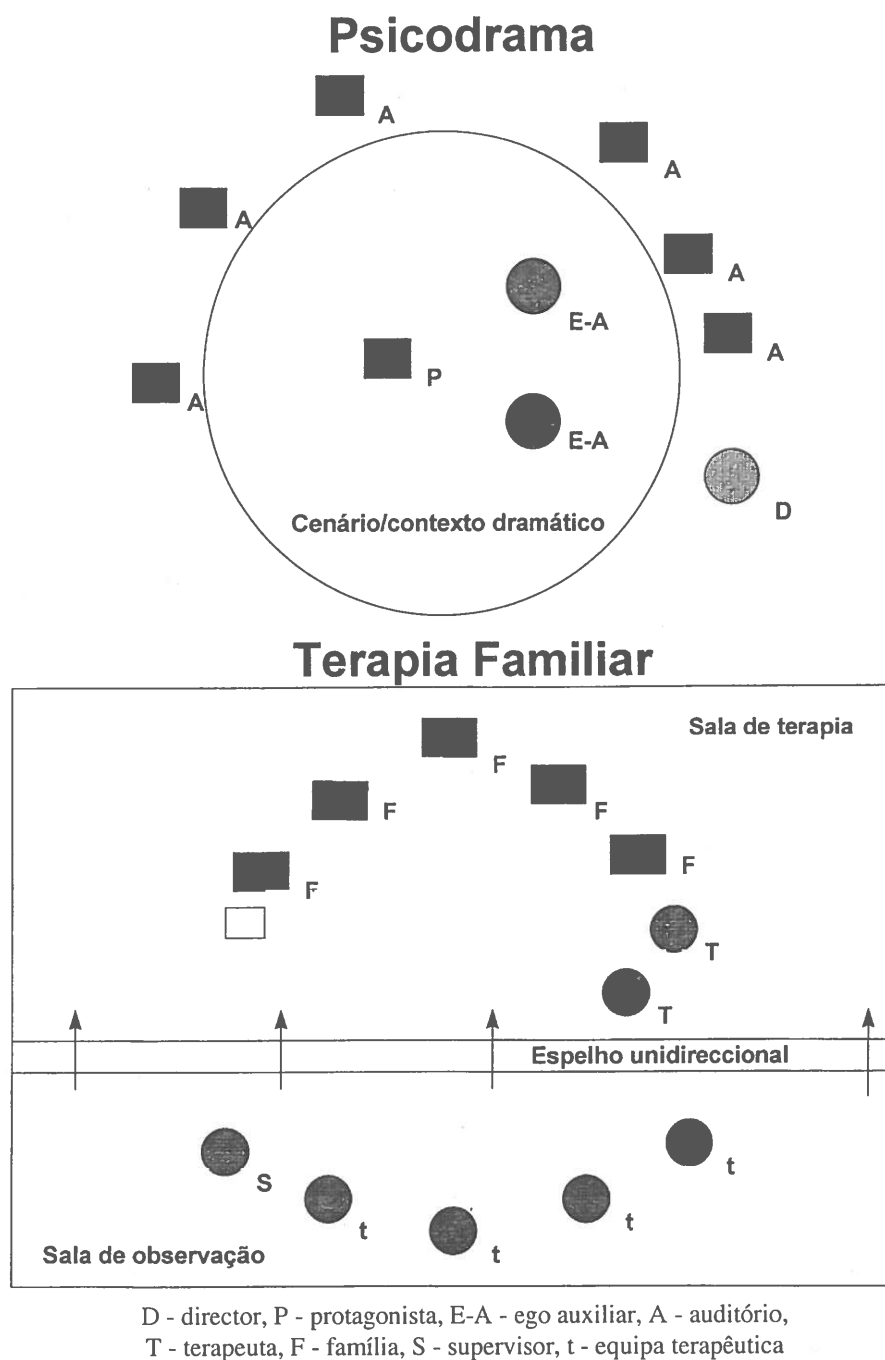 Psicodrama
A
A
A
A
E-A
A
P
A
E-A
D
Cenário/contexto dramático
Terapia Familiar
Sala de terapia
F
F
F
F
F
T
T
Espelho unidireccional
t
S
t
t
t
Sala de observação
D - director, P - protagonista, E-A - ego auxiliar, A - auditório,
T - terapeuta, F - família, S - supervisor, t - equipa terapêutica